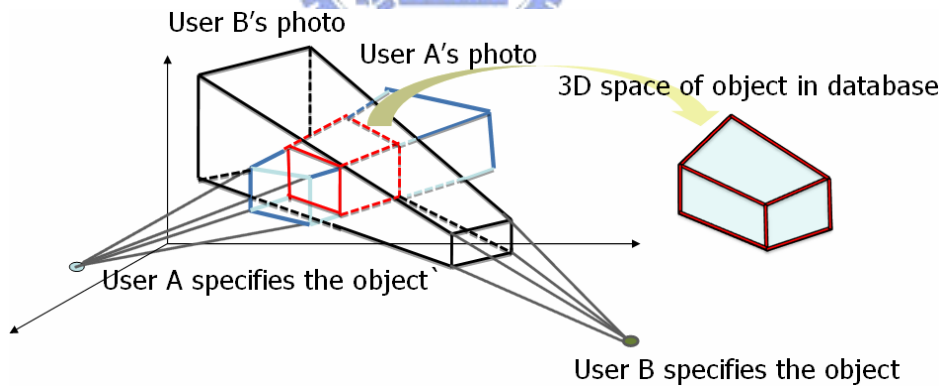 User B's photo
User A's photo
3D space of object in database
User A specifies the object`
User B specifies the object